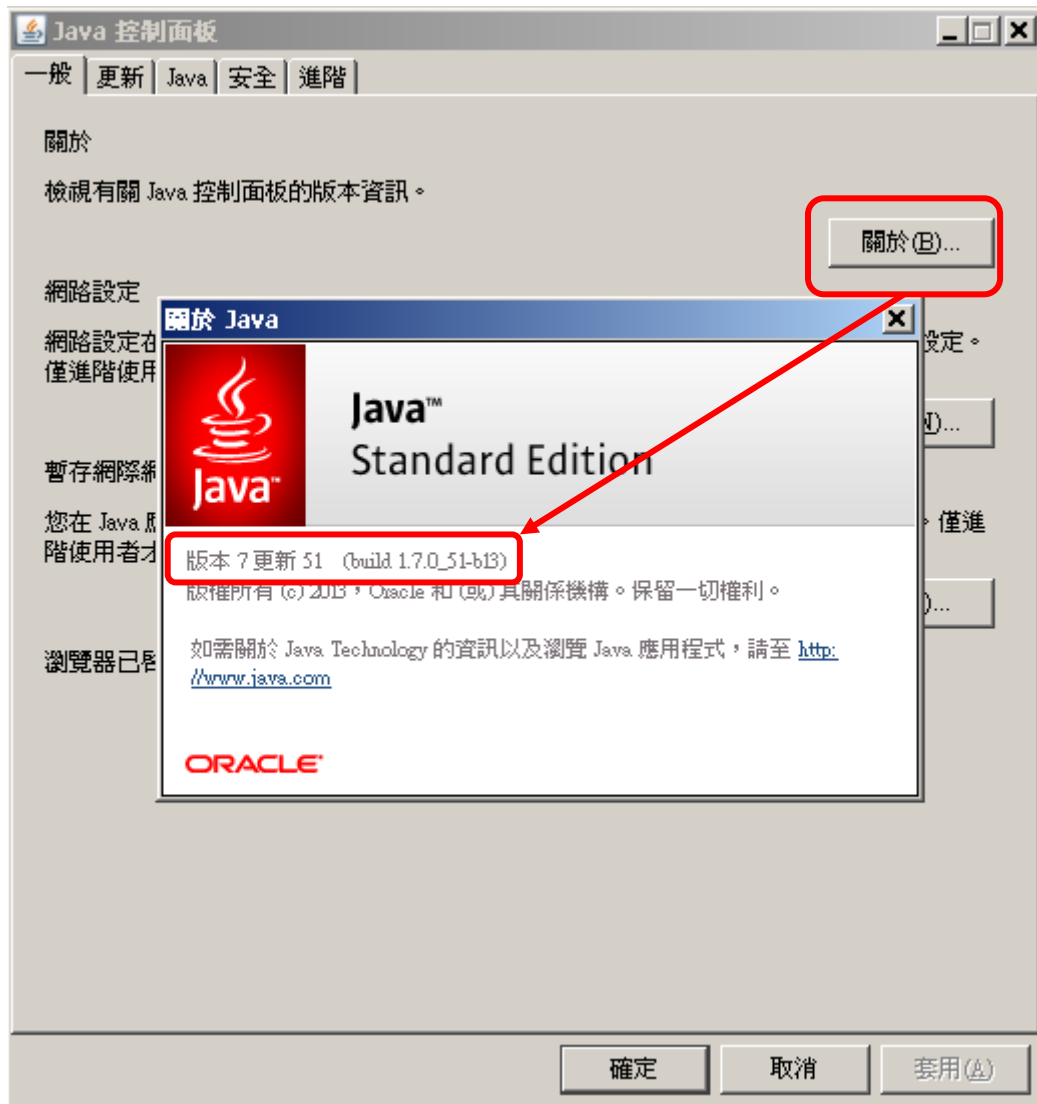 Java 控制面板
一般 更新 Java 安全 進階
關於
檢視有關 Java 控制面板的版本資訊。
關於(B)...
網路設定
關於 Java
網路設定在
設定。
僅進階使用
Java™
Standard Edition
Java™
暫存網際網
您在 Java
。僅進
階使用者才
版本 7 更新 51 (build 1.7.0_51-b13)
版權所有 (c) 2013，Oracle 和 (或) 其關係機構。保留一切權利。
如需關於 Java Technology 的資訊以及瀏覽 Java 應用程式，請至 http:
//www.java.com
瀏覽器已啟
ORACLE
確定 取消 套用(A)